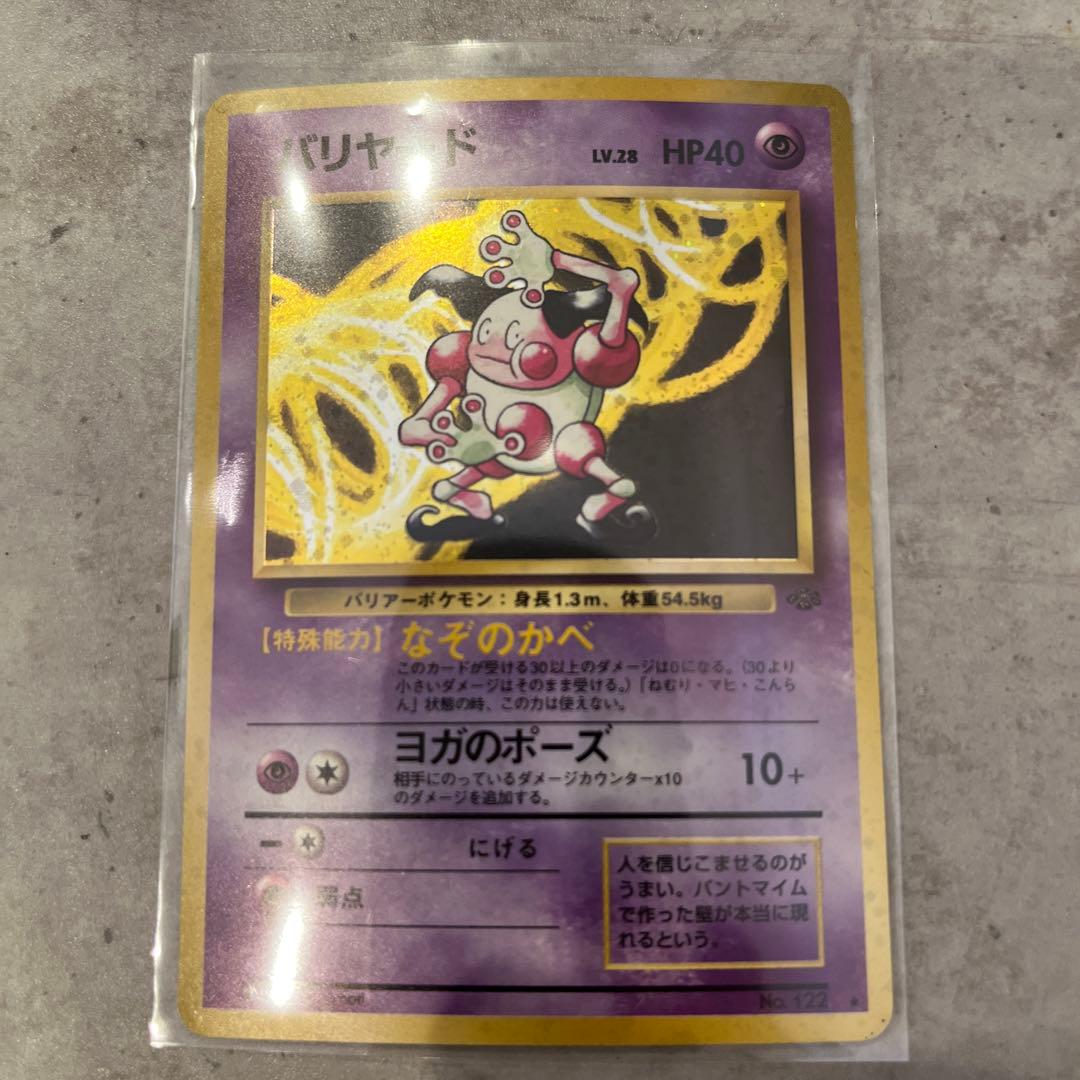 バリヤード LV.28 HP40
バリアーポケモン：身長1.3m、体重54.5kg
【特殊能力】なぞのかべ
このカードが受ける30以上のダメージは0になる。（30より
小さいダメージはそのまま受ける。）「ねむり・マヒ・こんら
ん」状態の時、この力は使えない。
ヨガのポーズ 10+
相手にのっているダメージカウンターx10
のダメージを追加する。
にげる
弱点
人を信じこませるのが
うまい。パントマイム
で作った壁が本当に現
れるという。
No. 122